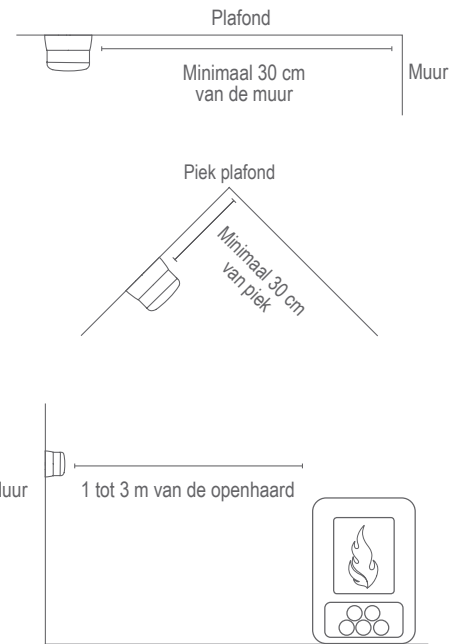 Plafond
Minimaal 30 cm
van de muur
Muur
Piek plafond
Minimaal 30 cm
van piek
1 tot 3 m van de openhaard